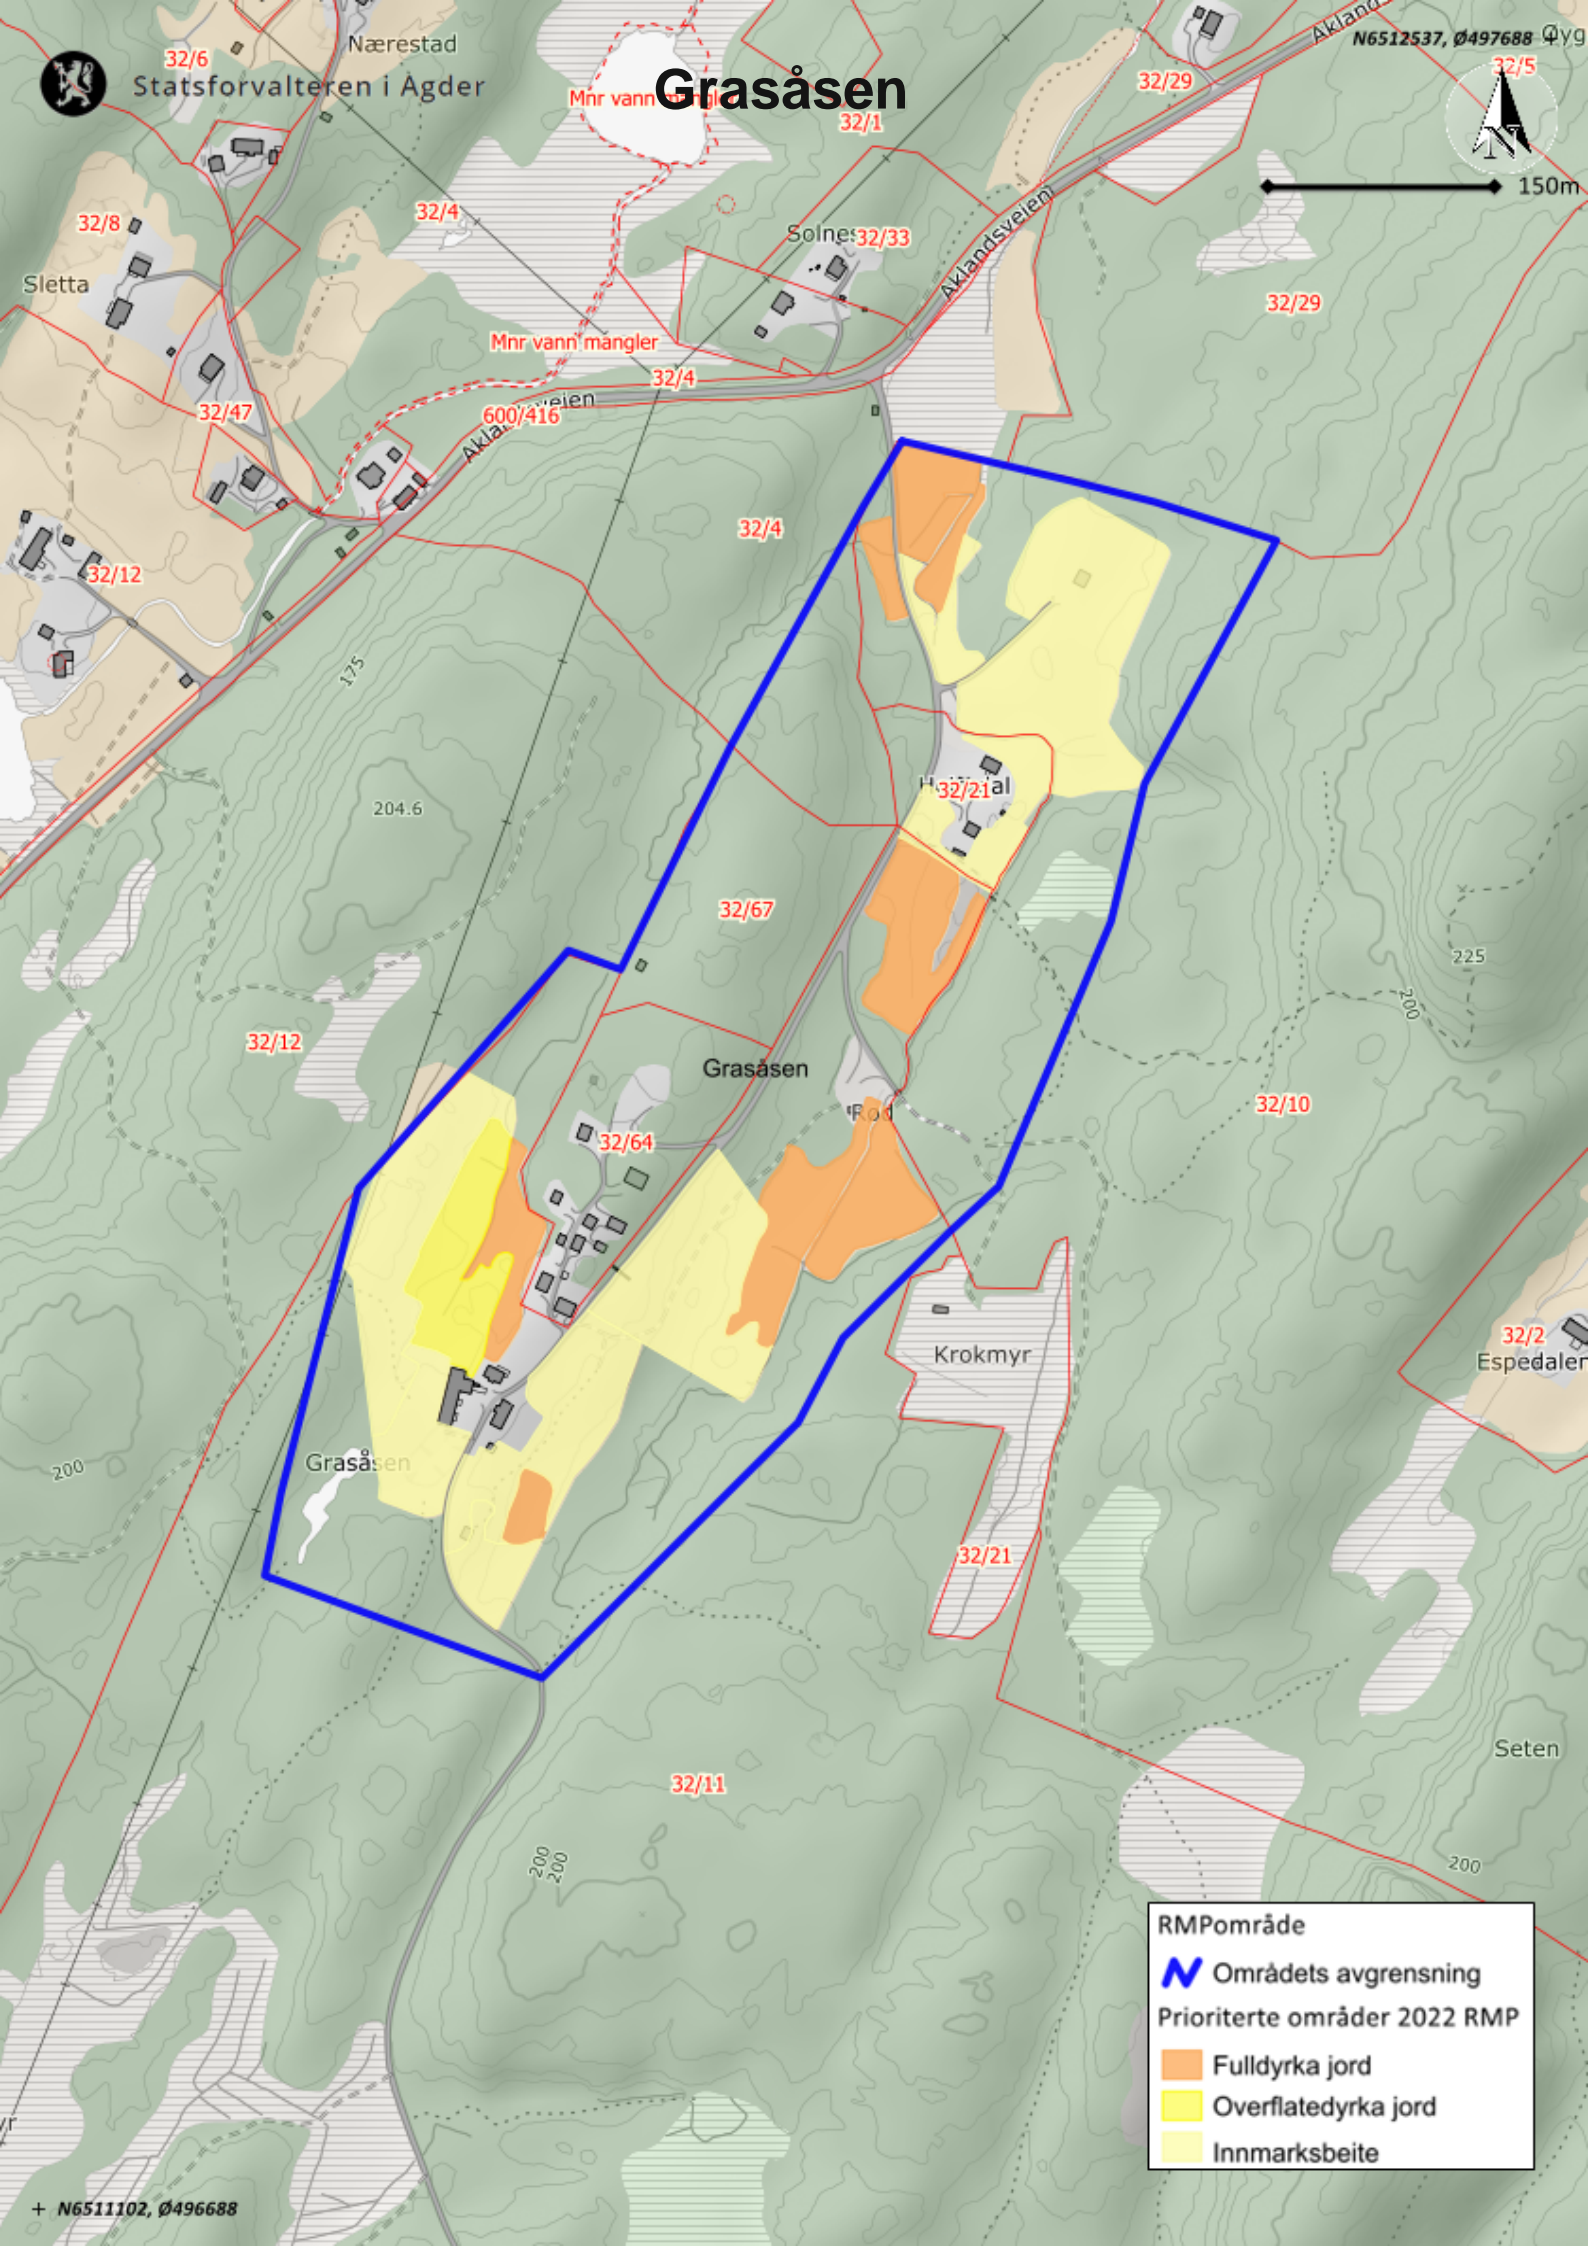 Nærestad
N6512537, Ø497688
32/6
32/5
Statsforvalteren i Agder
Grasåsen
Mnr vann mangler
32/29
32/1
150m
Aklandsveien
32/8
32/4
32/33
Sletta
32/29
Mnr vann mangler
32/4
32/47
600/416
Aklandsveien
32/4
32/12
175
204.6
32/21
32/67
225
200
32/12
Grasåsen
32/10
Rød
32/64
32/2
Krokmyr
Espedalen
Grasåsen
200
32/21
Seten
32/11
200
200
200
RMPområde
Områdets avgrensning
Prioriterte områder 2022 RMP
Fulldyrka jord
Overflatedyrka jord
Innmarksbeite
N6511102, Ø496688